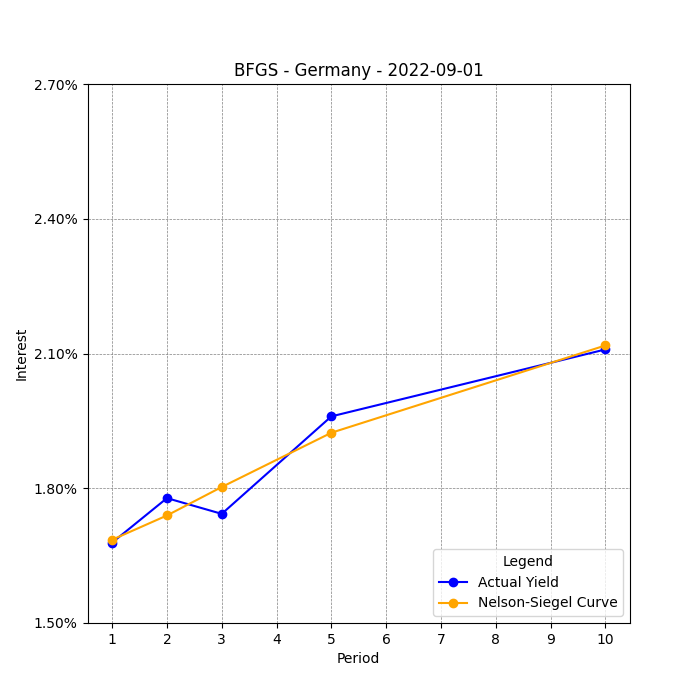 BFGS - Germany - 2022-09-01
2.70%
2.40%
2.10%
1.80%
1.50%
Interest
1 2 3 4 5 6 7 8 9 10
Period
Legend
Actual Yield
Nelson-Siegel Curve